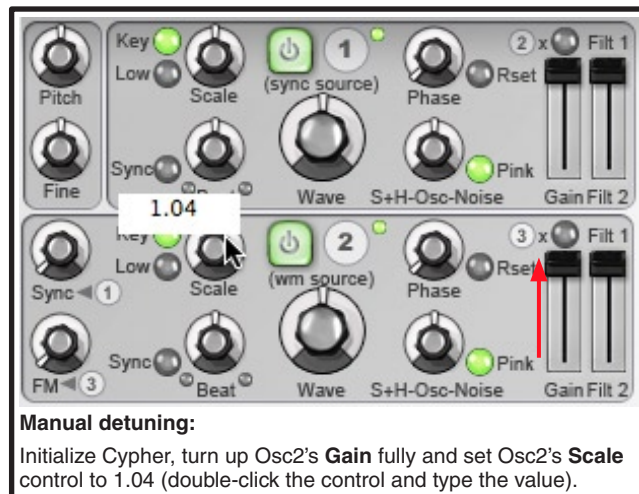 Key 1 2 x Filt 1
Low (sync source) Rset
Pitch Scale Phase
Sync Pink
Fine Wave S+H-Osc-Noise Gain Filt 2
1.04
Key 2 3 x Filt 1
Low (wm source) Rset
Sync 1 Scale Phase
Sync Pink
FM 3 Beat Wave S+H-Osc-Noise Gain Filt 2
Manual detuning:
Initialize Cypher, turn up Osc2's Gain fully and set Osc2's Scale
control to 1.04 (double-click the control and type the value).